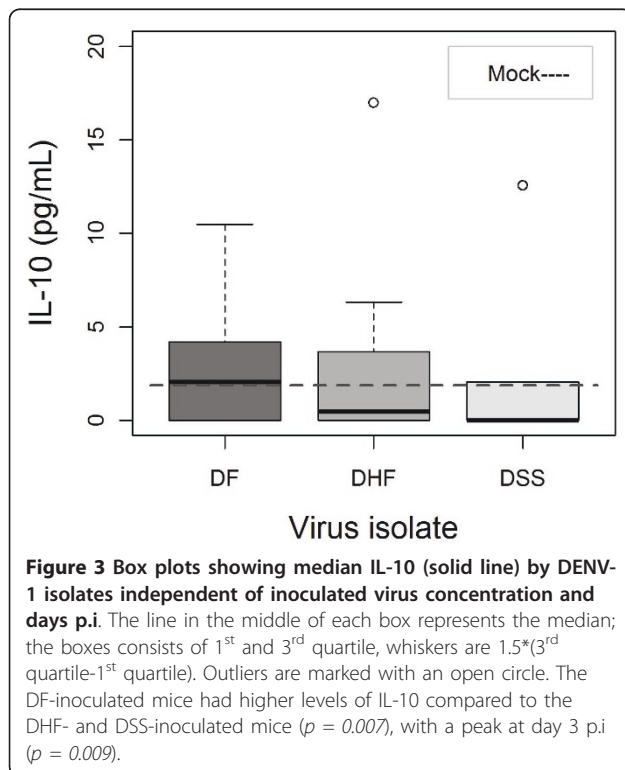 20
15
10
5
0
IL-10 (pg/mL)
Mock----
DF DHF DSS
Virus isolate
Figure 3 Box plots showing median IL-10 (solid line) by DENV-
1 isolates independent of inoculated virus concentration and
days p.i. The line in the middle of each box represents the median;
the boxes consists of 1st and 3rd quartile, whiskers are 1.5*(3rd
quartile-1st quartile). Outliers are marked with an open circle. The
DF-inoculated mice had higher levels of IL-10 compared to the
DHF- and DSS-inoculated mice (p = 0.007), with a peak at day 3 p.i
(p = 0.009).